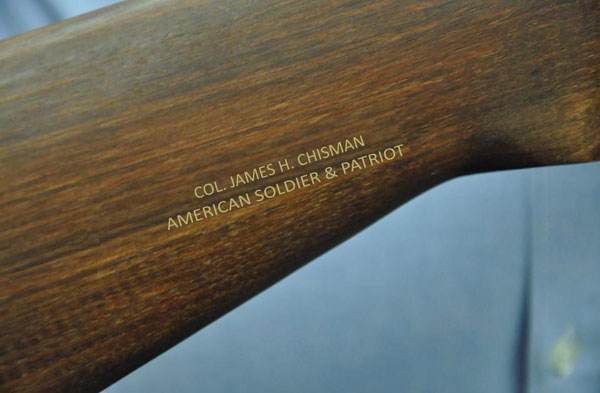 COL. JAMES H. CHISMAN
AMERICAN SOLDIER & PATRIOT